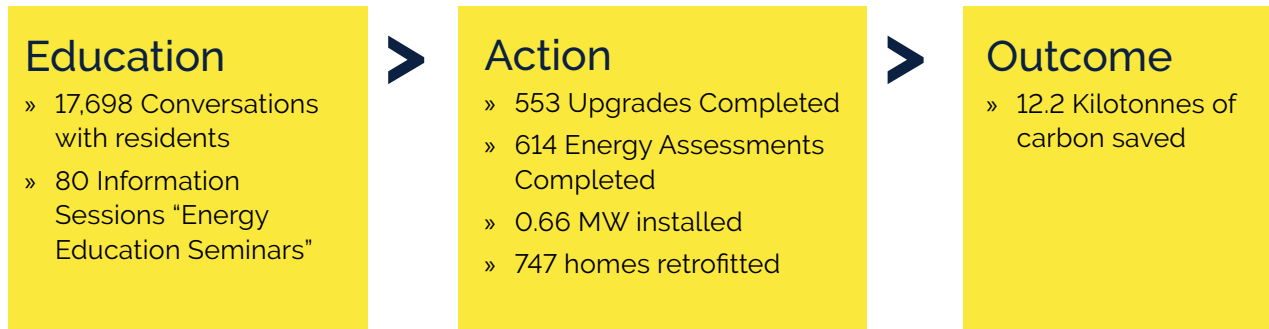 Education
» 17,698 Conversations
with residents
» 80 Information
Sessions “Energy
Education Seminars”
>
Action
» 553 Upgrades Completed
» 614 Energy Assessments
Completed
» 0.66 MW installed
» 747 homes retrofitted
>
Outcome
» 12.2 Kilotonnes of
carbon saved